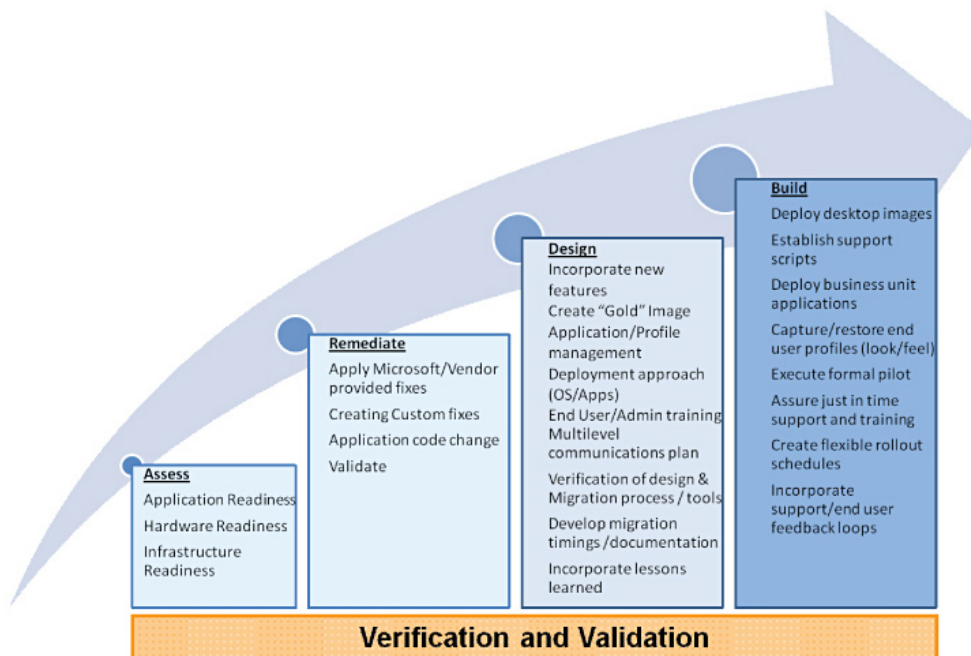 Assess
Application Readiness
Hardware Readiness
Infrastructure
Readiness
Remediate
Apply Microsoft/Vendor
provided fixes
Creating Custom fixes
Application code change
Validate
Design
Incorporate new
features
Create “Gold” Image
Application/Profile
management
Deployment approach
(OS/Apps)
End User/Admin training
Multilevel
communications plan
Verification of design &
Migration process / tools
Develop migration
timings /documentation
Incorporate lessons
learned
Build
Deploy desktop images
Establish support
scripts
Deploy business unit
applications
Capture/restore end
user profiles (look/feel)
Execute formal pilot
Assure just in time
support and training
Create flexible rollout
schedules
Incorporate
support/end user
feedback loops
Verification and Validation